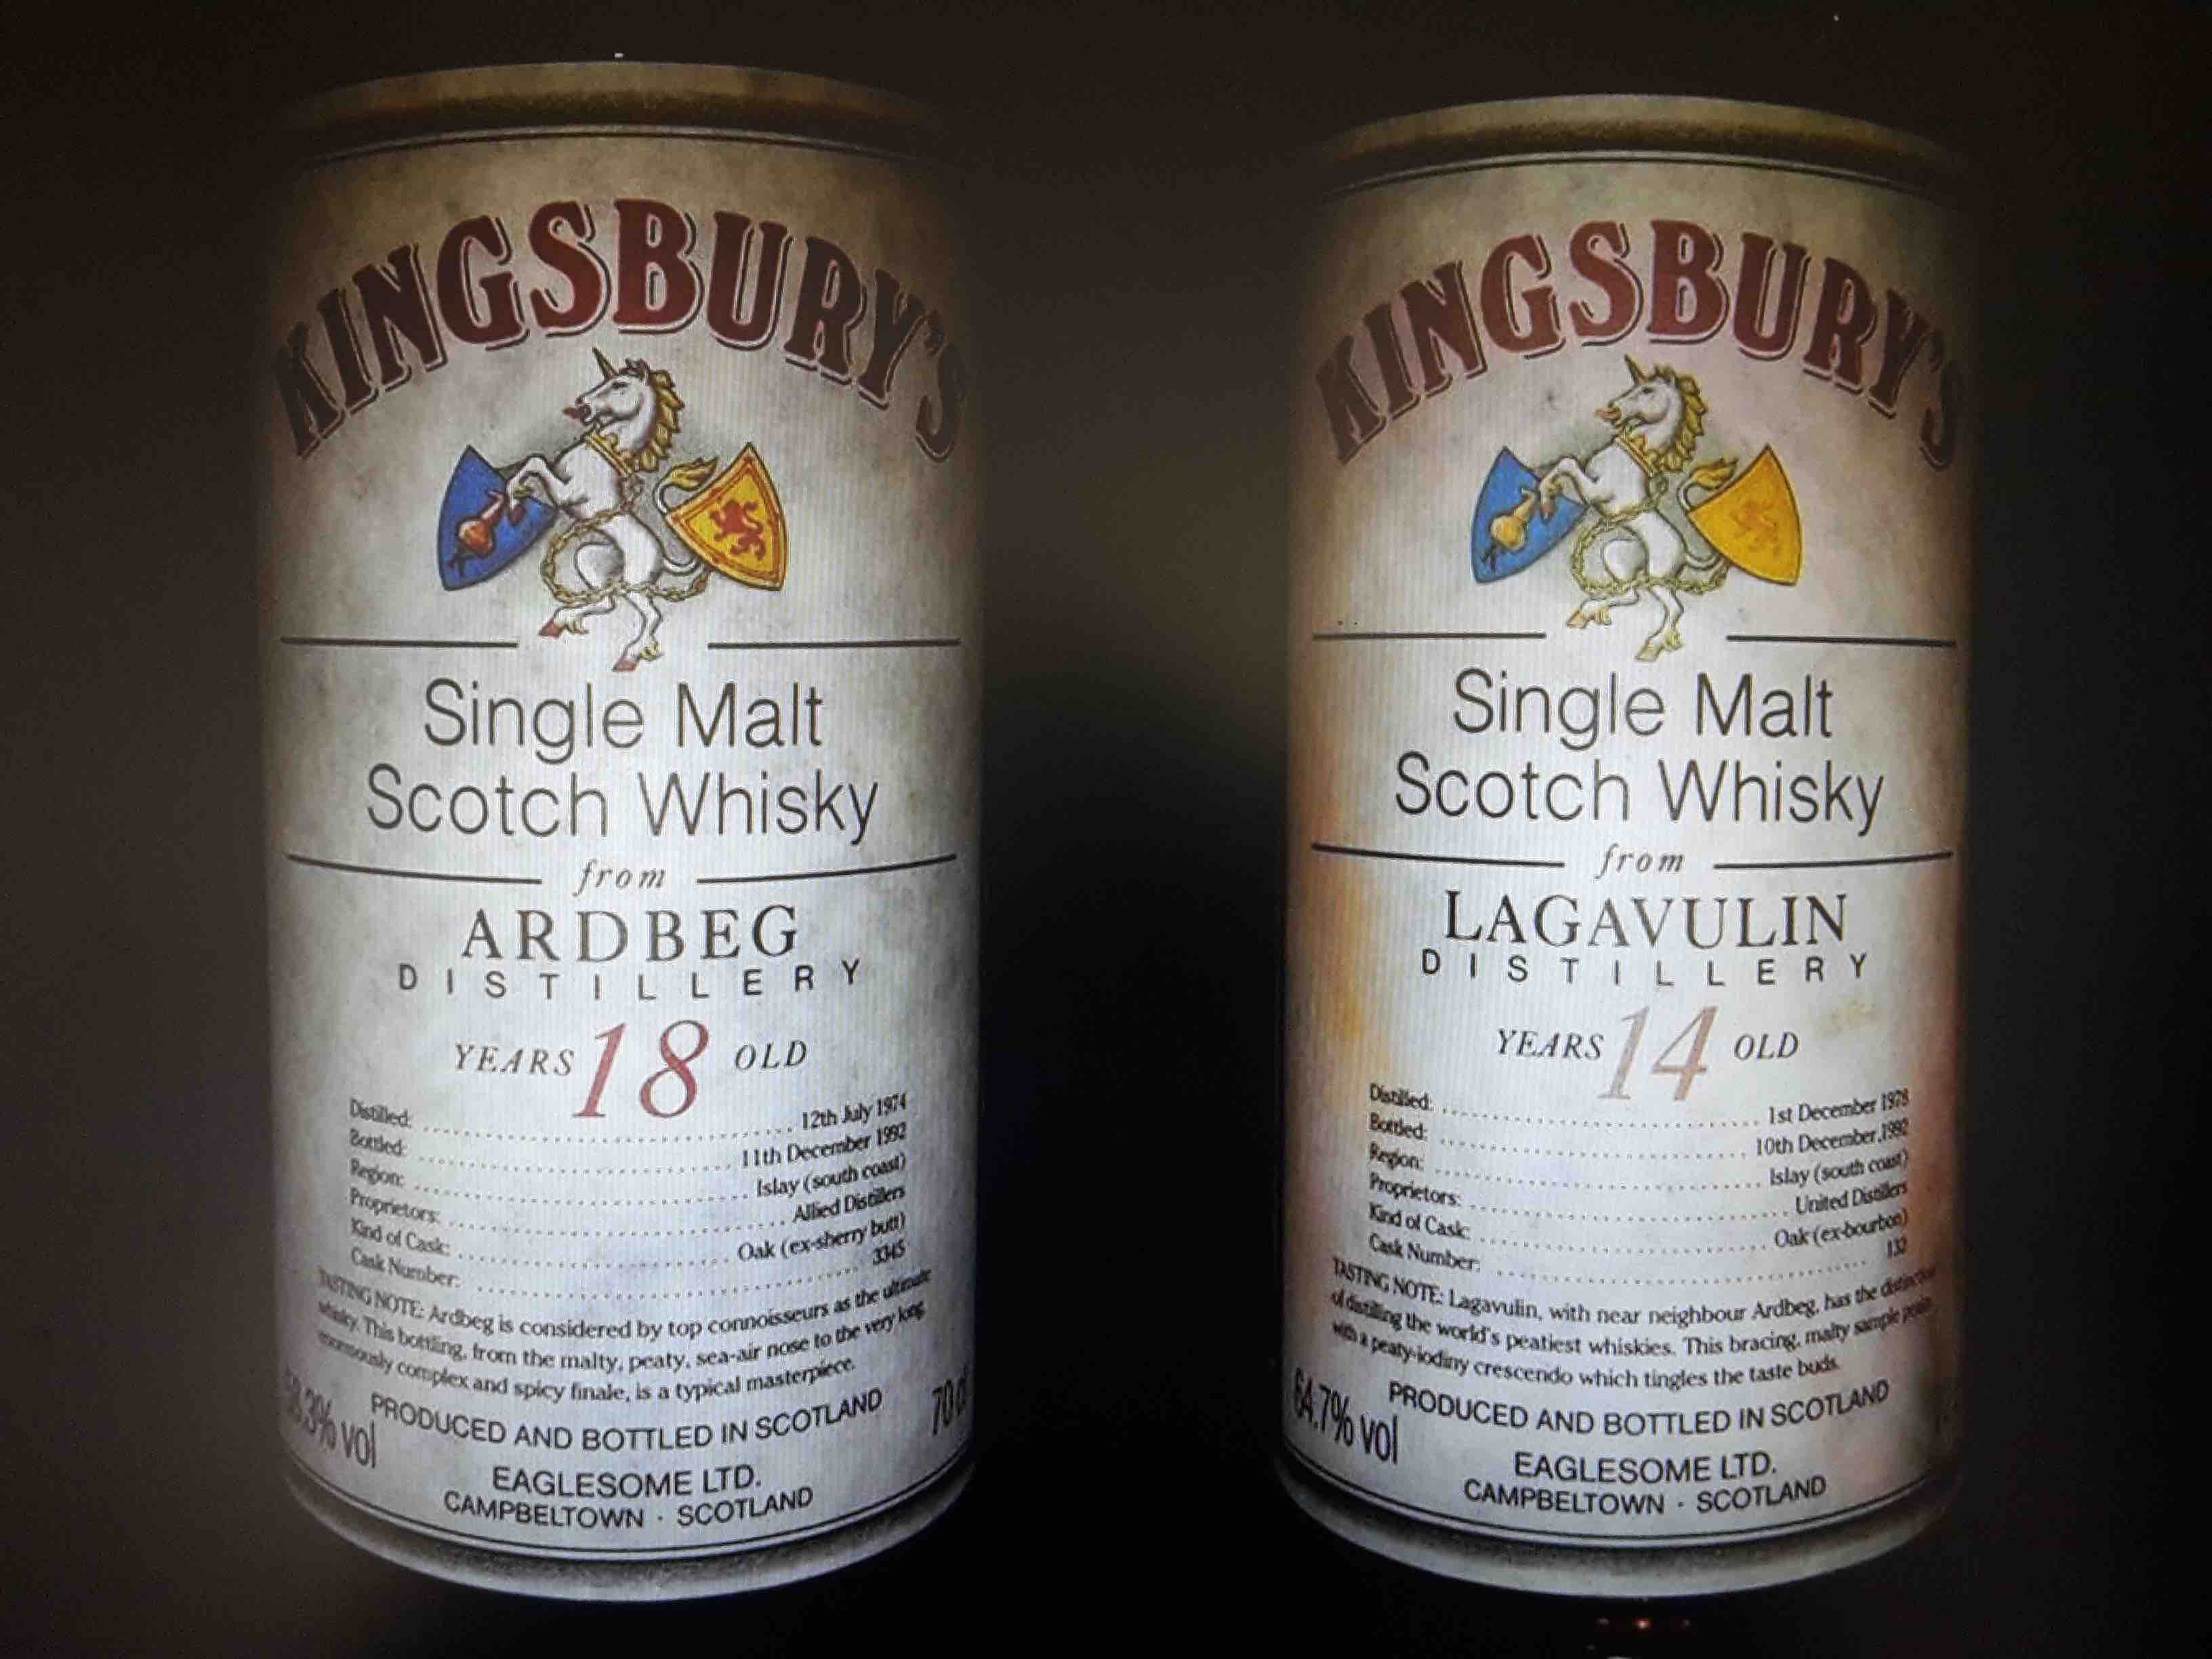 KINGSBURY'S
Single Malt
Scotch Whisky
from
ARDBEG
DISTILLERY
YEARS 18 OLD
Distilled: 12th July 1974
Bottled: 11th December 1992
Region: Islay (south coast)
Proprietors: Allied Distillers
Kind of Cask: Oak (ex-sherry butt)
Cask Number: 3345
TASTING NOTE: Ardbeg is considered by top connoisseurs as the ultimate
whisky. This bottling, from the malty, peaty, sea-air nose to the very long,
enormously complex and spicy finale, is a typical masterpiece.
vol
PRODUCED AND BOTTLED IN SCOTLAND
EAGLESOME LTD.
CAMPBELTOWN · SCOTLAND
KINGSBURY'S
Single Malt
Scotch Whisky
from
LAGAVULIN
DISTILLERY
YEARS 14 OLD
Distilled: 1st December 1978
Bottled: 10th December 1992
Region: Islay (south coast)
Proprietors: United Distillers
Kind of Cask: Oak (ex-bourbon)
Cask Number: 132
TASTING NOTE: Lagavulin, with near neighbour Ardbeg, has the distinction
of distilling the world's peatiest whiskies. This bracing, malty sample
with a peaty-iodiny crescendo which tingles the taste buds.
64.7% vol
PRODUCED AND BOTTLED IN SCOTLAND
EAGLESOME LTD.
CAMPBELTOWN · SCOTLAND